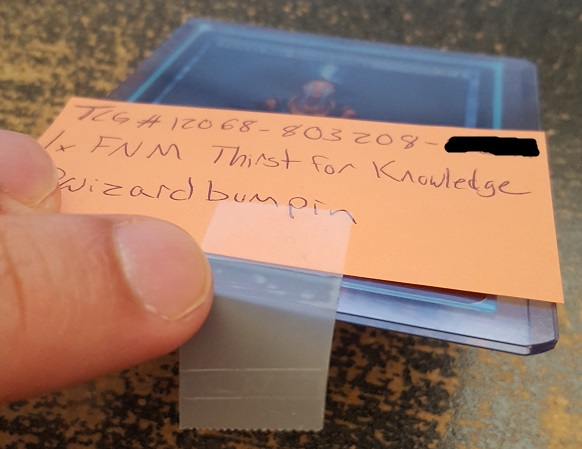 TCG # 12068-803208-
1x FNM Thirst for Knowledge
wizardbumpin